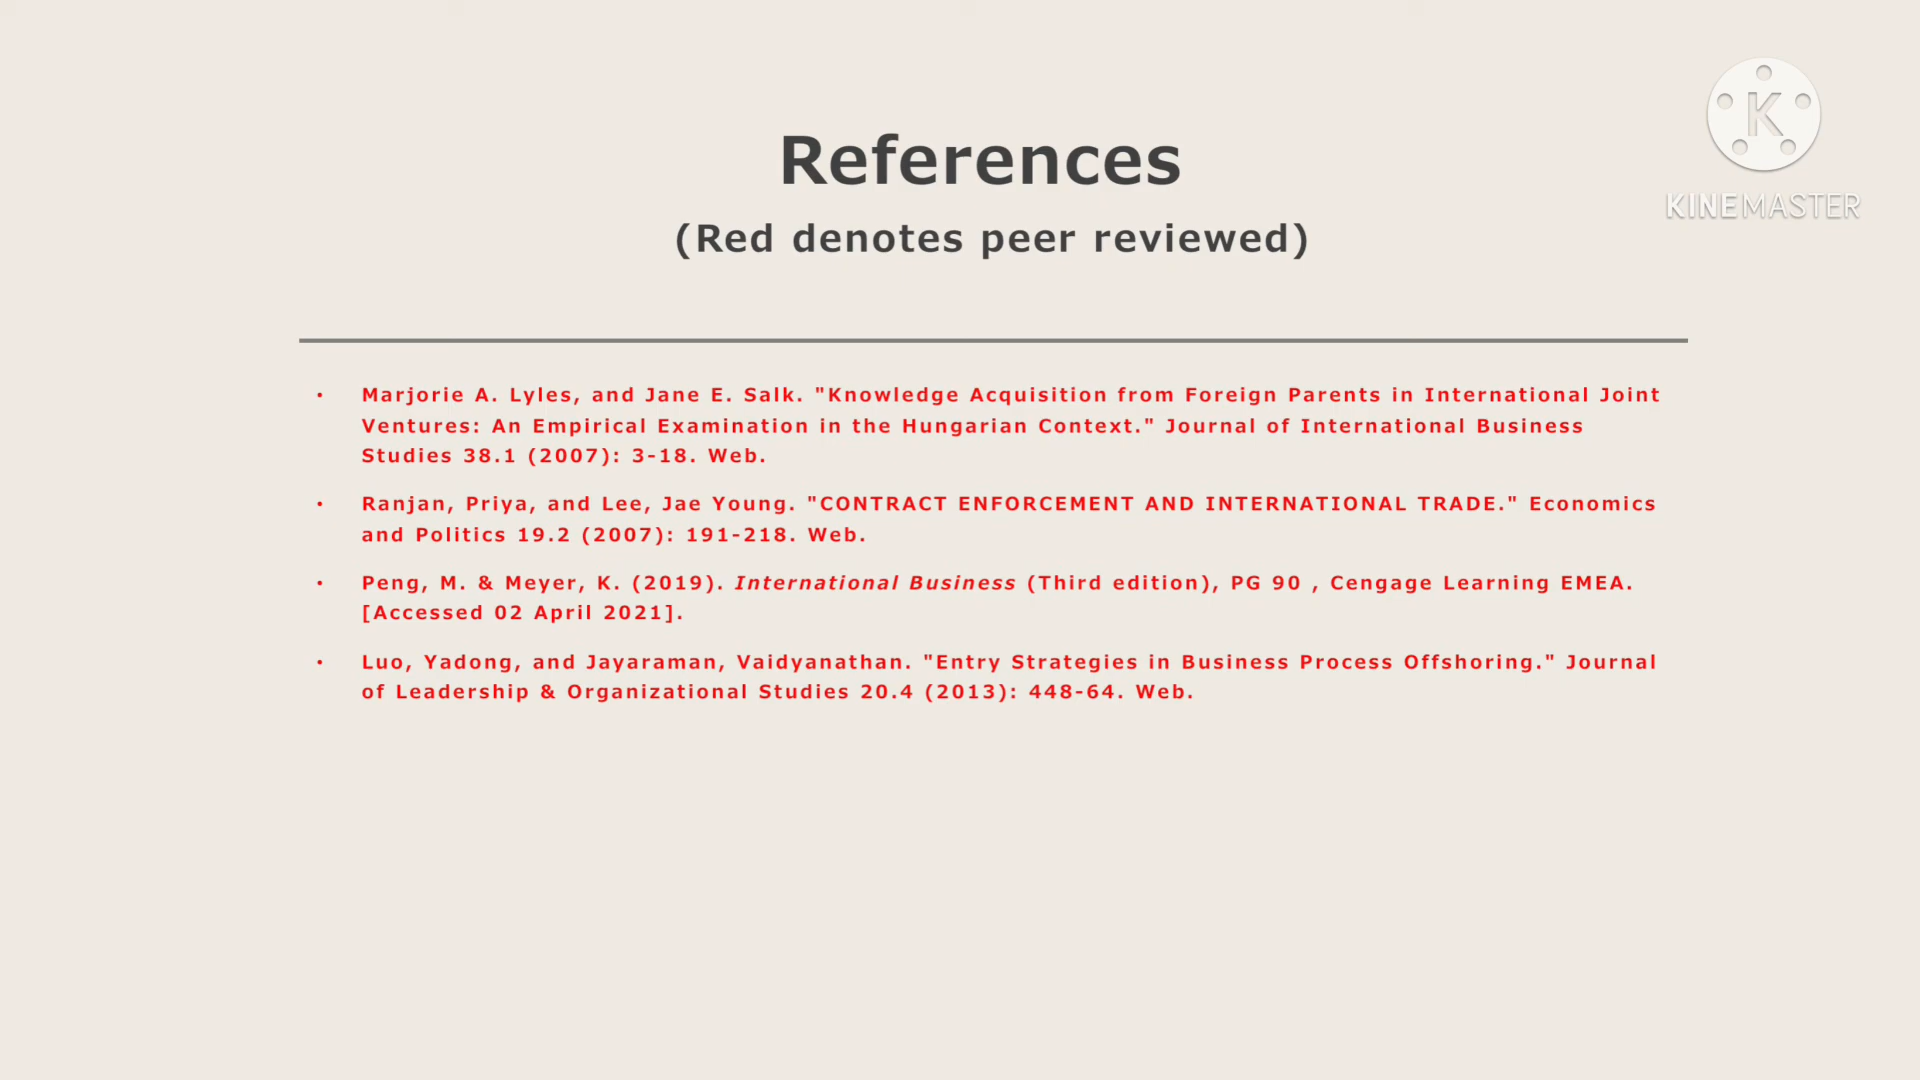 References
(Red denotes peer reviewed)
K
KINEMASTER
• Marjorie A. Lyles, and Jane E. Salk. "Knowledge Acquisition from Foreign Parents in International Joint
Ventures: An Empirical Examination in the Hungarian Context." Journal of International Business
Studies 38.1 (2007): 3-18. Web.
• Ranjan, Priya, and Lee, Jae Young. "CONTRACT ENFORCEMENT AND INTERNATIONAL TRADE." Economics
and Politics 19.2 (2007): 191-218. Web.
• Peng, M. & Meyer, K. (2019). International Business (Third edition), PG 90 , Cengage Learning EMEA.
[Accessed 02 April 2021].
• Luo, Yadong, and Jayaraman, Vaidyanathan. "Entry Strategies in Business Process Offshoring." Journal
of Leadership & Organizational Studies 20.4 (2013): 448-64. Web.